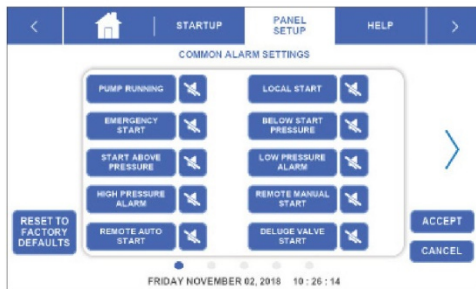 STARTUP
PANEL
SETUP
HELP
COMMON ALARM SETTINGS
PUMP RUNNING
LOCAL START
EMERGENCY
START
BELOW START
PRESSURE
START ABOVE
PRESSURE
LOW PRESSURE
ALARM
HIGH PRESSURE
ALARM
REMOTE MANUAL
START
REMOTE AUTO
START
DELUGE VALVE
START
RESET TO
FACTORY
DEFAULTS
ACCEPT
CANCEL
FRIDAY NOVEMBER 02, 2018 10 : 26 : 14